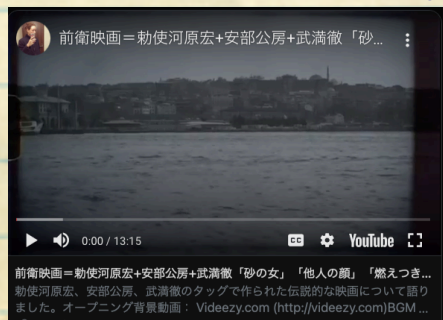 前衛映画＝勅使河原宏+安部公房+武満徹「砂...
0:00 / 13:15
CC
YouTube
前衛映画＝勅使河原宏+安部公房+武満徹「砂の女」「他人の顔」「燃えつき...
勅使河原宏、安部公房、武満徹のタッグで作られた伝説的な映画について語り
ました。オープニング背景動画： Videezy.com (http://videezy.com)BGM ...